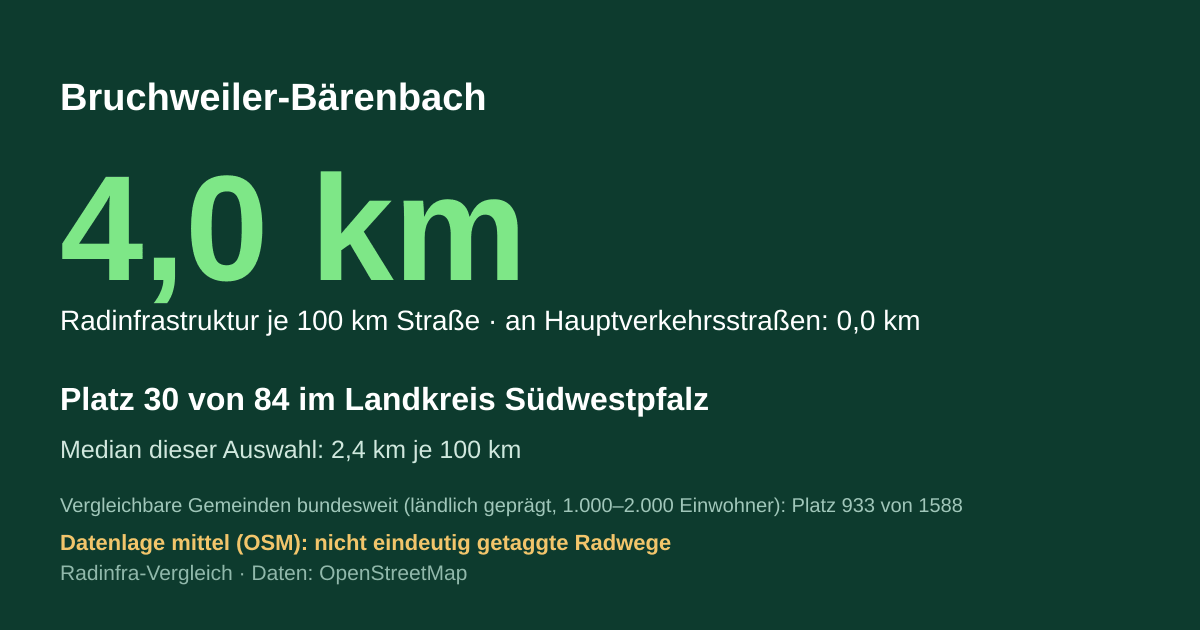 Bruchweiler-Bärenbach
4,0 km
Radinfrastruktur je 100 km Straße · an Hauptverkehrsstraßen: 0,0 km
Platz 30 von 84 im Landkreis Südwestpfalz
Median dieser Auswahl: 2,4 km je 100 km
Vergleichbare Gemeinden bundesweit (ländlich geprägt, 1.000–2.000 Einwohner): Platz 933 von 1588
Datenlage mittel (OSM): nicht eindeutig getaggte Radwege
Radinfra-Vergleich · Daten: OpenStreetMap